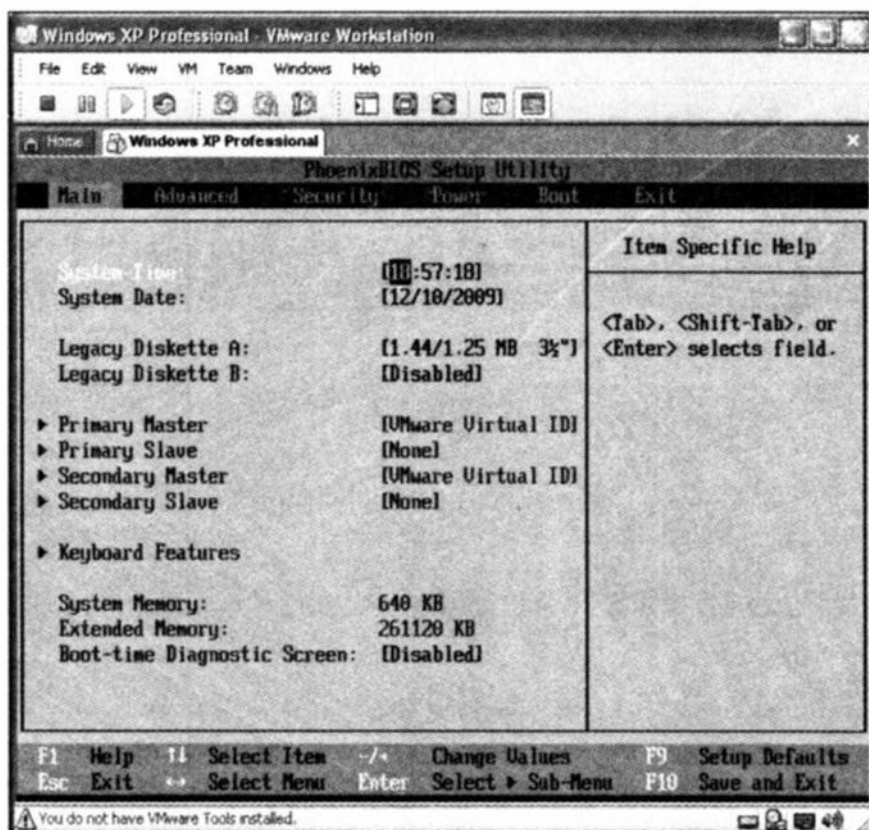 Windows XP Professional - VMware Workstation
File Edit View VM Team Windows Help
Home Windows XP Professional
PhoenixBIOS Setup Utility
Main Advanced Security Power Boot Exit
System Time: [18:57:18]
System Date: [12/10/2009]
Legacy Diskette A: [1.44/1.25 MB 3½"]
Legacy Diskette B: [Disabled]
Primary Master [VMware Virtual ID]
Primary Slave [None]
Secondary Master [VMware Virtual ID]
Secondary Slave [None]
Keyboard Features
System Memory: 640 KB
Extended Memory: 261120 KB
Boot-time Diagnostic Screen: [Disabled]
Item Specific Help
<Tab>, <Shift-Tab>, or
<Enter> selects field.
F1 Help ↑↓ Select Item -/+ Change Values F9 Setup Defaults
Esc Exit ↔ Select Menu Enter Select ▶ Sub-Menu F10 Save and Exit
You do not have VMware Tools installed.